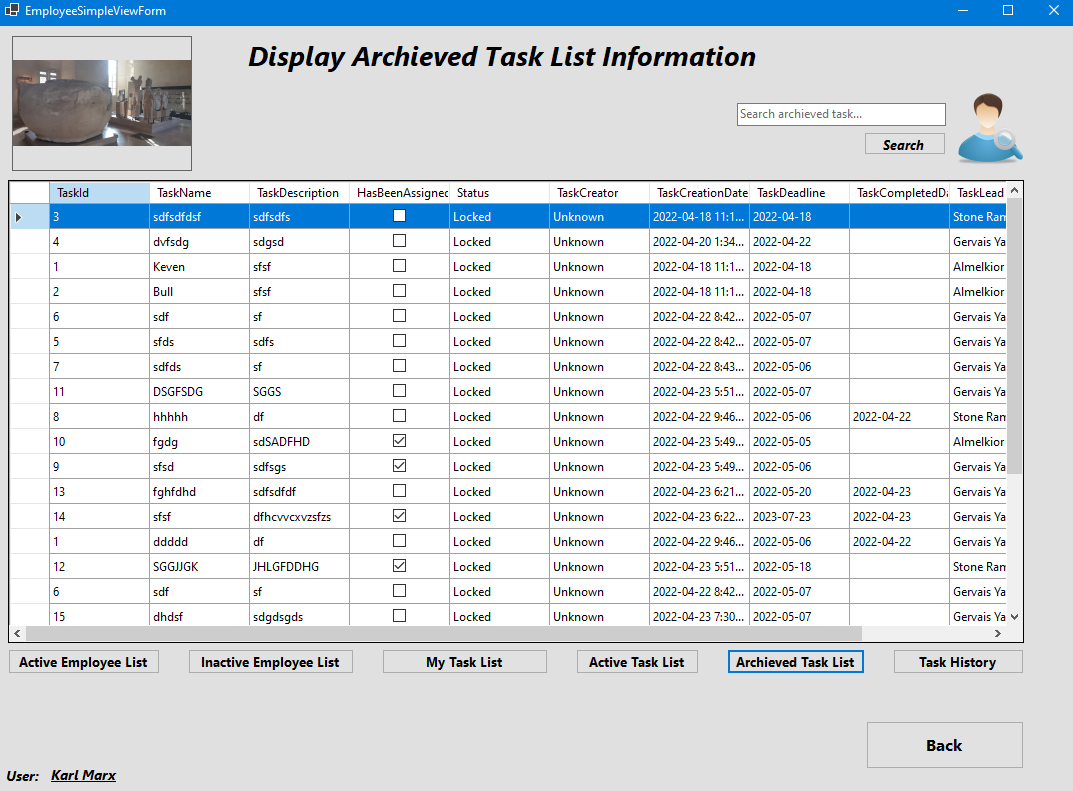 EmployeeSimpleViewForm
Display Archieved Task List Information
Search archieved task...
Search
TaskId TaskName TaskDescription HasBeenAssigned Status TaskCreator TaskCreationDate TaskDeadline TaskCompletedDa TaskLead
3 sdfsdfdsf sdfsdfs Locked Unknown 2022-04-18 11:1... 2022-04-18 Stone Ram
4 dvfsdg sdgsd Locked Unknown 2022-04-20 1:34... 2022-04-22 Gervais Ya
1 Keven sfsf Locked Unknown 2022-04-18 11:1... 2022-04-18 Almelkior
2 Bull sfsf Locked Unknown 2022-04-18 11:1... 2022-04-18 Almelkior
6 sdf sf Locked Unknown 2022-04-22 8:42... 2022-05-07 Gervais Ya
5 sfds sdfs Locked Unknown 2022-04-22 8:42... 2022-05-07 Gervais Ya
7 sdfds sf Locked Unknown 2022-04-22 8:43... 2022-05-06 Gervais Ya
11 DSGFSDG SGGS Locked Unknown 2022-04-23 5:51... 2022-05-07 Gervais Ya
8 hhhhh df Locked Unknown 2022-04-22 9:46... 2022-05-06 2022-04-22 Stone Ram
10 fgdg sdSADFHD Locked Unknown 2022-04-23 5:49... 2022-05-05 Almelkior
9 sfsd sdfsgs Locked Unknown 2022-04-23 5:49... 2022-05-06 Gervais Ya
13 fghfdhd sdfsdfdf Locked Unknown 2022-04-23 6:21... 2022-05-20 2022-04-23 Gervais Ya
14 sfsf dfhcvvcxvzsfzs Locked Unknown 2022-04-23 6:22... 2023-07-23 2022-04-23 Gervais Ya
1 ddddd df Locked Unknown 2022-04-22 9:46... 2022-05-06 2022-04-22 Gervais Ya
12 SGGJJGK JHLGFDDHG Locked Unknown 2022-04-23 5:51... 2022-05-18 Stone Ram
6 sdf sf Locked Unknown 2022-04-22 8:42... 2022-05-07 Gervais Ya
15 dhdsf sdgdsgds Locked Unknown 2022-04-23 7:30... 2022-05-07 Gervais Ya
Active Employee List Inactive Employee List My Task List Active Task List Archieved Task List Task History
Back
User: Karl Marx